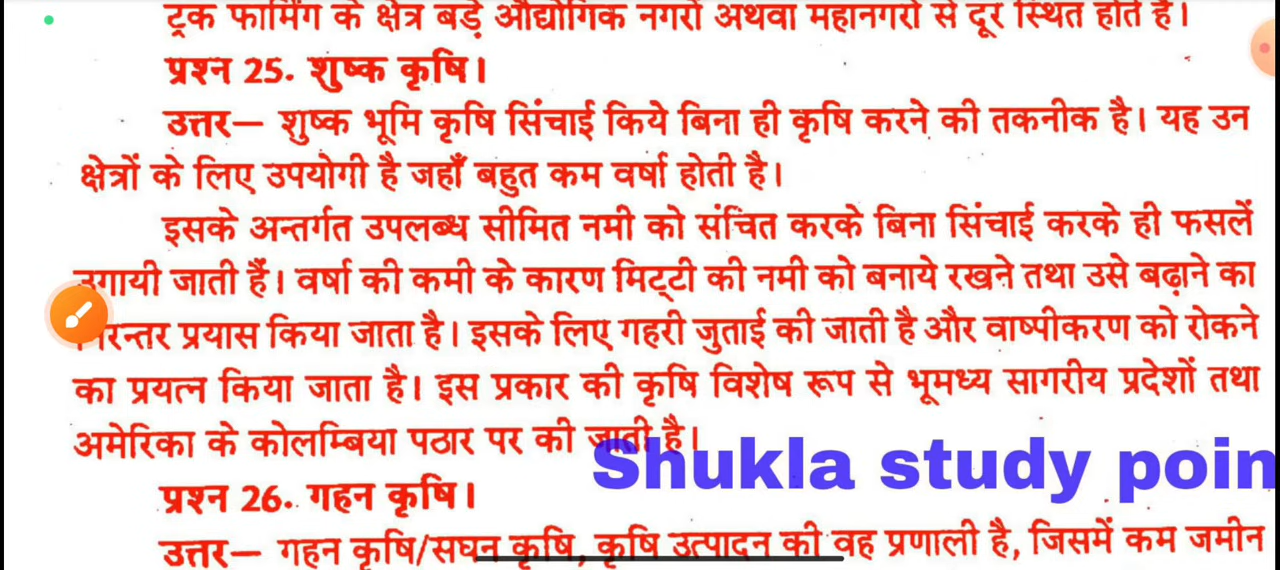 ट्रक फार्मिंग के क्षेत्र बड़े औद्योगिक नगरों अथवा महानगरों से दूर स्थित होते हैं।
प्रश्न 25. शुष्क कृषि।
उत्तर— शुष्क भूमि कृषि सिंचाई किये बिना ही कृषि करने की तकनीक है। यह उन
क्षेत्रों के लिए उपयोगी है जहाँ बहुत कम वर्षा होती है।
इसके अन्तर्गत उपलब्ध सीमित नमी को संचित करके बिना सिंचाई करके ही फसलें
उगायी जाती हैं। वर्षा की कमी के कारण मिट्टी की नमी को बनाये रखने तथा उसे बढ़ाने का
निरन्तर प्रयास किया जाता है। इसके लिए गहरी जुताई की जाती है और वाष्पीकरण को रोकने
का प्रयत्न किया जाता है। इस प्रकार की कृषि विशेष रूप से भूमध्य सागरीय प्रदेशों तथा
अमेरिका के कोलम्बिया पठार पर की जाती है।
Shukla study poin
प्रश्न 26. गहन कृषि।
उत्तर— गहन कृषि/सघन कृषि, कृषि उत्पादन की वह प्रणाली है, जिसमें कम जमीन